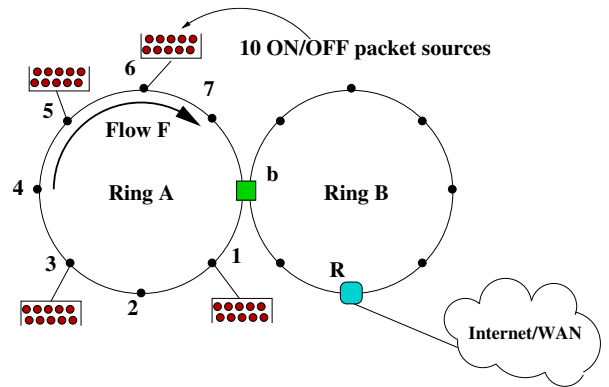 10 ON/OFF packet sources
6
7
5
Flow F
b
4
Ring A
Ring B
3
1
R
2
Internet/WAN